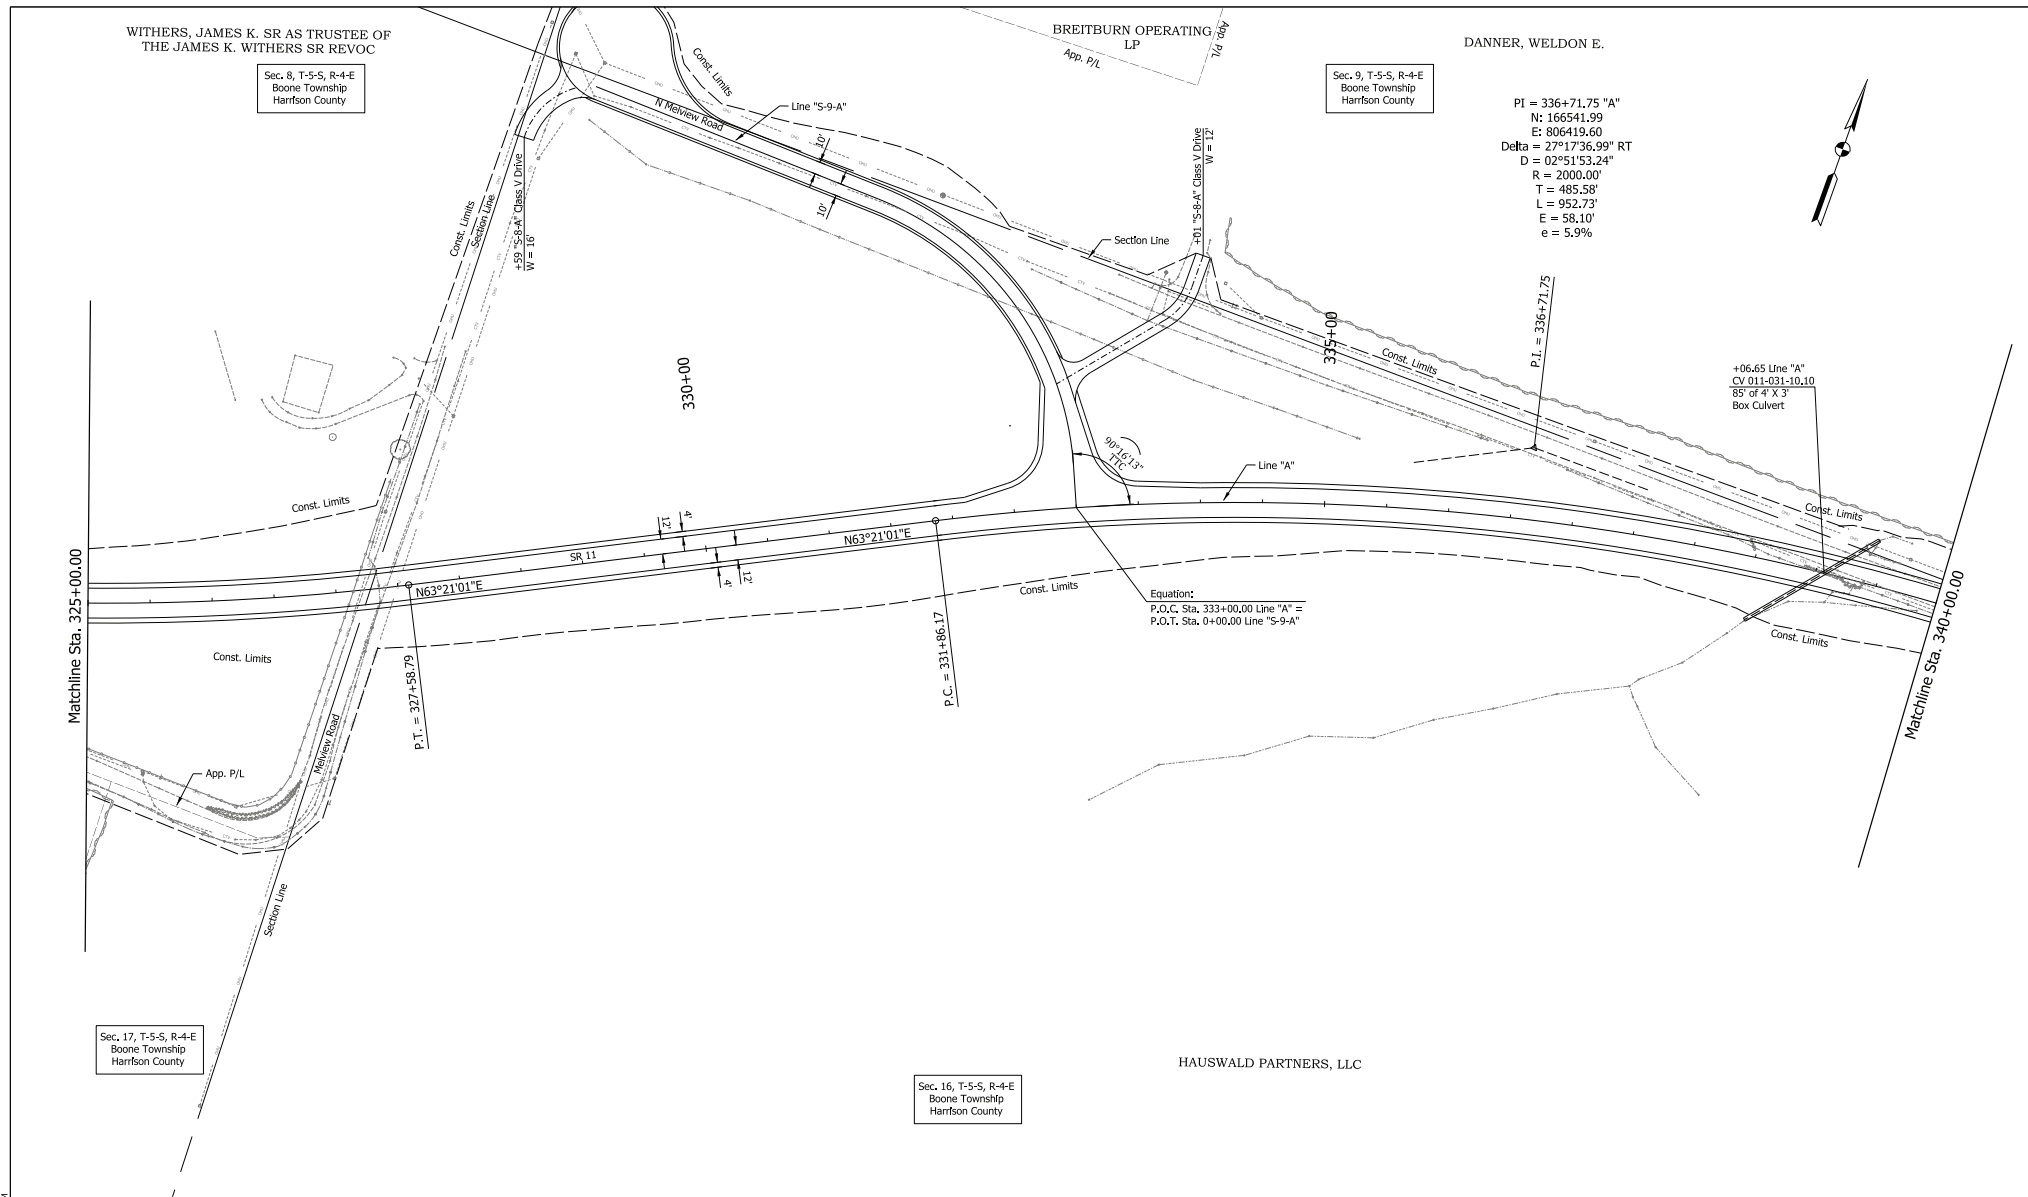 WITHERS, JAMES K. SR AS TRUSTEE OF
THE JAMES K. WITHERS SR REVOC
Sec. 8, T-5-S, R-4-E
Boone Township
Harrison County
BREITBURN OPERATING
LP
App. P/L
App. P/L
DANNER, WELDON E.
Sec. 9, T-5-S, R-4-E
Boone Township
Harrison County
PI = 336+71.75 "A"
N: 166541.99
E: 806419.60
Delta = 27°17'36.99" RT
D = 02°51'53.24"
R = 2000.00'
T = 485.58'
L = 952.73'
E = 58.10'
e = 5.9%
Const. Limits
N Melview Road
Line "S-9-A"
10'
10'
+59 "S-8-A" Class V Drive
W = 16'
Const. Limits
Section Line
+01 "S-8-A" Class V Drive
W = 12'
Section Line
335+00
Const. Limits
P.I. = 336+71.75
330+00
+06.65 Line "A"
CV 011-031-10.10
85' of 4' X 3'
Box Culvert
90°16'13"
TTC
Line "A"
Const. Limits
Const. Limits
12'
4'
SR 11
N63°21'01"E
N63°21'01"E
4'
12'
Const. Limits
Equation:
P.O.C. Sta. 333+00.00 Line "A" =
P.O.T. Sta. 0+00.00 Line "S-9-A"
Const. Limits
Matchline Sta. 325+00.00
Matchline Sta. 340+00.00
Const. Limits
P.T. = 327+58.79
P.C. = 331+86.17
Melview Road
App. P/L
Section Line
Sec. 17, T-5-S, R-4-E
Boone Township
Harrison County
Sec. 16, T-5-S, R-4-E
Boone Township
Harrison County
HAUSWALD PARTNERS, LLC